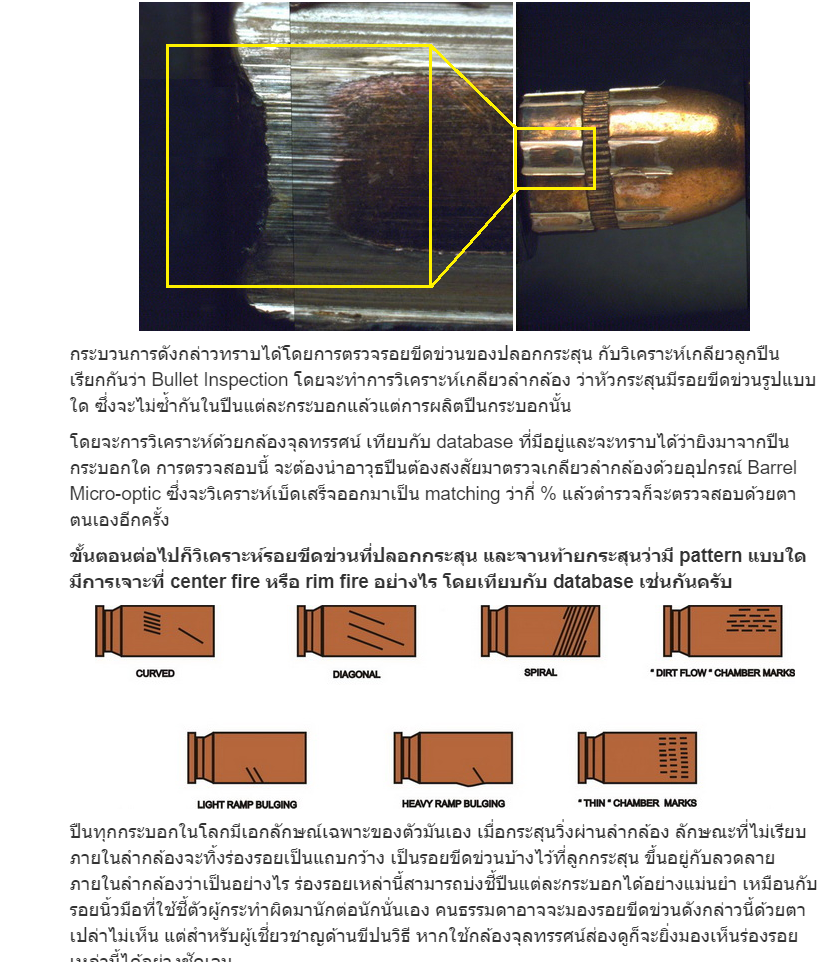 กระบวนการดังกล่าวทราบได้โดยการตรวจรอยขีดข่วนของปลอกกระสุน กับวิเคราะห์เกลียวลูกปืน
เรียกกันว่า Bullet Inspection โดยจะทำการวิเคราะห์เกลียวลำกล้อง ว่าหัวกระสุนมีรอยขีดข่วนรูปแบบ
ใด ซึ่งจะไม่ซ้ำกันในปืนแต่ละกระบอกแล้วแต่การผลิตปืนกระบอกนั้น
โดยจะการวิเคราะห์ด้วยกล้องจุลทรรศน์ เทียบกับ database ที่มีอยู่และจะทราบได้ว่ายิงมาจากปืน
กระบอกใด การตรวจสอบนี้ จะต้องนำอาวุธปืนต้องสงสัยมาตรวจเกลียวลำกล้องด้วยอุปกรณ์ Barrel
Micro-optic ซึ่งจะวิเคราะห์เบ็ดเสร็จออกมาเป็น matching ว่ากี่ % แล้วตำรวจก็จะตรวจสอบด้วยตา
ตนเองอีกครั้ง
ขั้นตอนต่อไปก็วิเคราะห์รอยขีดข่วนที่ปลอกกระสุน และจานท้ายกระสุนว่ามี pattern แบบใด
มีการเจาะที่ center fire หรือ rim fire อย่างไร โดยเทียบกับ database เช่นกันครับ
CURVED
DIAGONAL
SPIRAL
" DIRT FLOW " CHAMBER MARKS
LIGHT RAMP BULGING
HEAVY RAMP BULGING
" THIN " CHAMBER MARKS
ปืนทุกกระบอกในโลกมีเอกลักษณ์เฉพาะของตัวมันเอง เมื่อกระสุนวิ่งผ่านลำกล้อง ลักษณะที่ไม่เรียบ
ภายในลำกล้องจะทิ้งร่องรอยเป็นแถบกว้าง เป็นรอยขีดข่วนบ้างไว้ที่ลูกกระสุน ขึ้นอยู่กับลวดลาย
ภายในลำกล้องว่าเป็นอย่างไร ร่องรอยเหล่านี้สามารถบ่งชี้ปืนแต่ละกระบอกได้อย่างแม่นยำ เหมือนกับ
รอยนิ้วมือที่ใช้ชี้ตัวผู้กระทำผิดมานักต่อนักนั่นเอง คนธรรมดาอาจจะมองรอยขีดข่วนดังกล่าวนี้ด้วยตา
เปล่าไม่เห็น แต่สำหรับผู้เชี่ยวชาญด้านขีปนวิธี หากใช้กล้องจุลทรรศน์ส่องดูก็จะยิ่งมองเห็นร่องรอย
เหล่านี้ได้อย่างชัดเจน